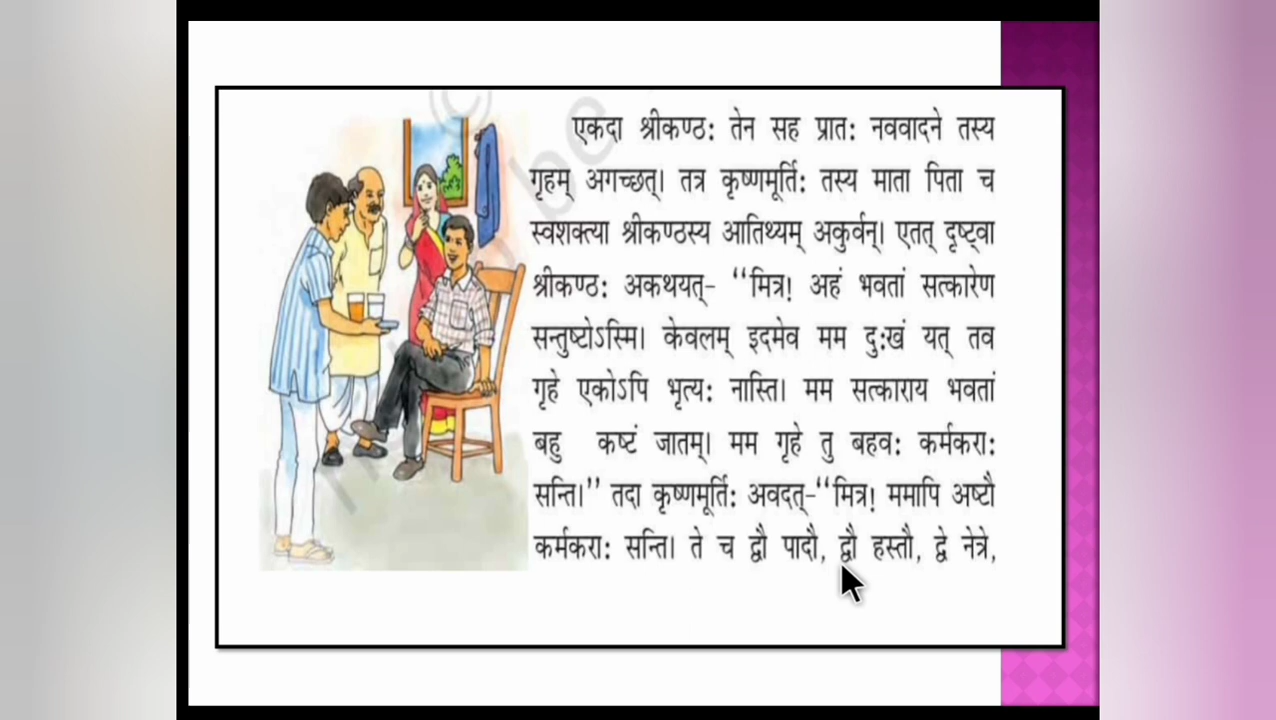 एकदा श्रीकण्ठः तेन सह प्रातः नववादने तस्य
गृहम् अगच्छत्। तत्र कृष्णमूर्तिः तस्य माता पिता च
स्वशक्त्या श्रीकण्ठस्य आतिथ्यम् अकुर्वन्। एतत् दृष्ट्वा
श्रीकण्ठः अकथयत्- “मित्र! अहं भवतां सत्कारेण
सन्तुष्टोऽस्मि। केवलम् इदमेव मम दुःखं यत् तव
गृहे एकोऽपि भृत्यः नास्ति। मम सत्काराय भवतां
बहु कष्टं जातम्। मम गृहे तु बहवः कर्मकराः
सन्ति।” तदा कृष्णमूर्तिः अवदत्-“मित्र! ममापि अष्टौ
कर्मकराः सन्ति। ते च द्वौ पादौ, द्वौ हस्तौ, द्वे नेत्रे,